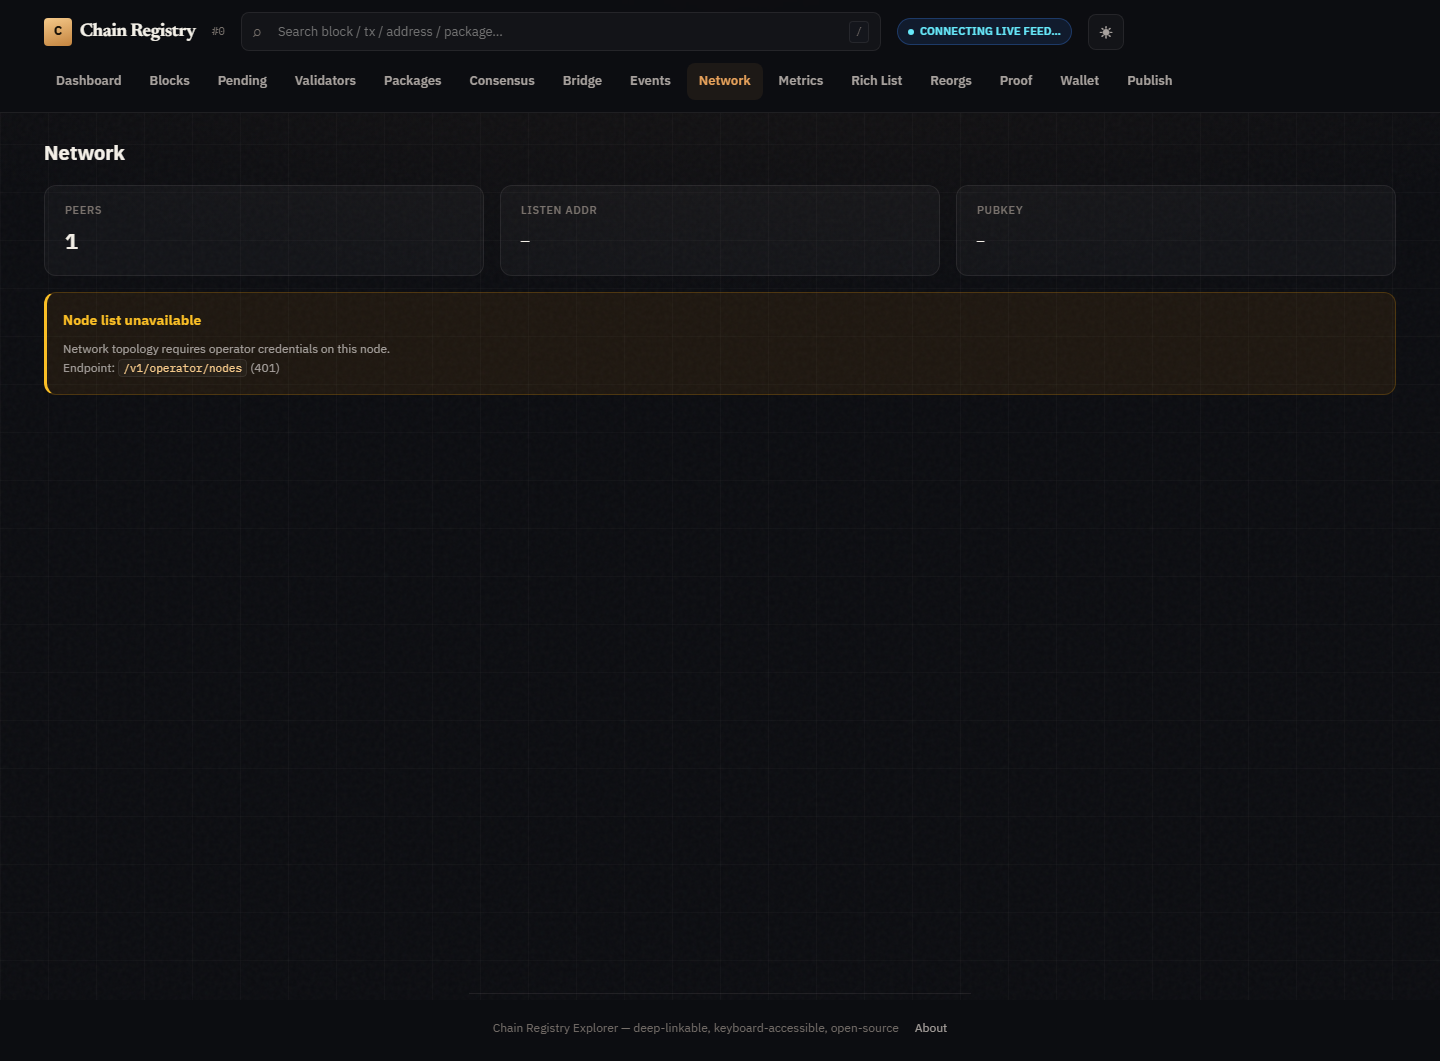 C Chain Registry #0 Search block / tx / address / package... / CONNECTING LIVE FEED...
Dashboard Blocks Pending Validators Packages Consensus Bridge Events Network Metrics Rich List Reorgs Proof Wallet Publish
Network
PEERS LISTEN ADDR PUBKEY
1 — —
Node list unavailable
Network topology requires operator credentials on this node.
Endpoint: /v1/operator/nodes (401)
Chain Registry Explorer — deep-linkable, keyboard-accessible, open-source About